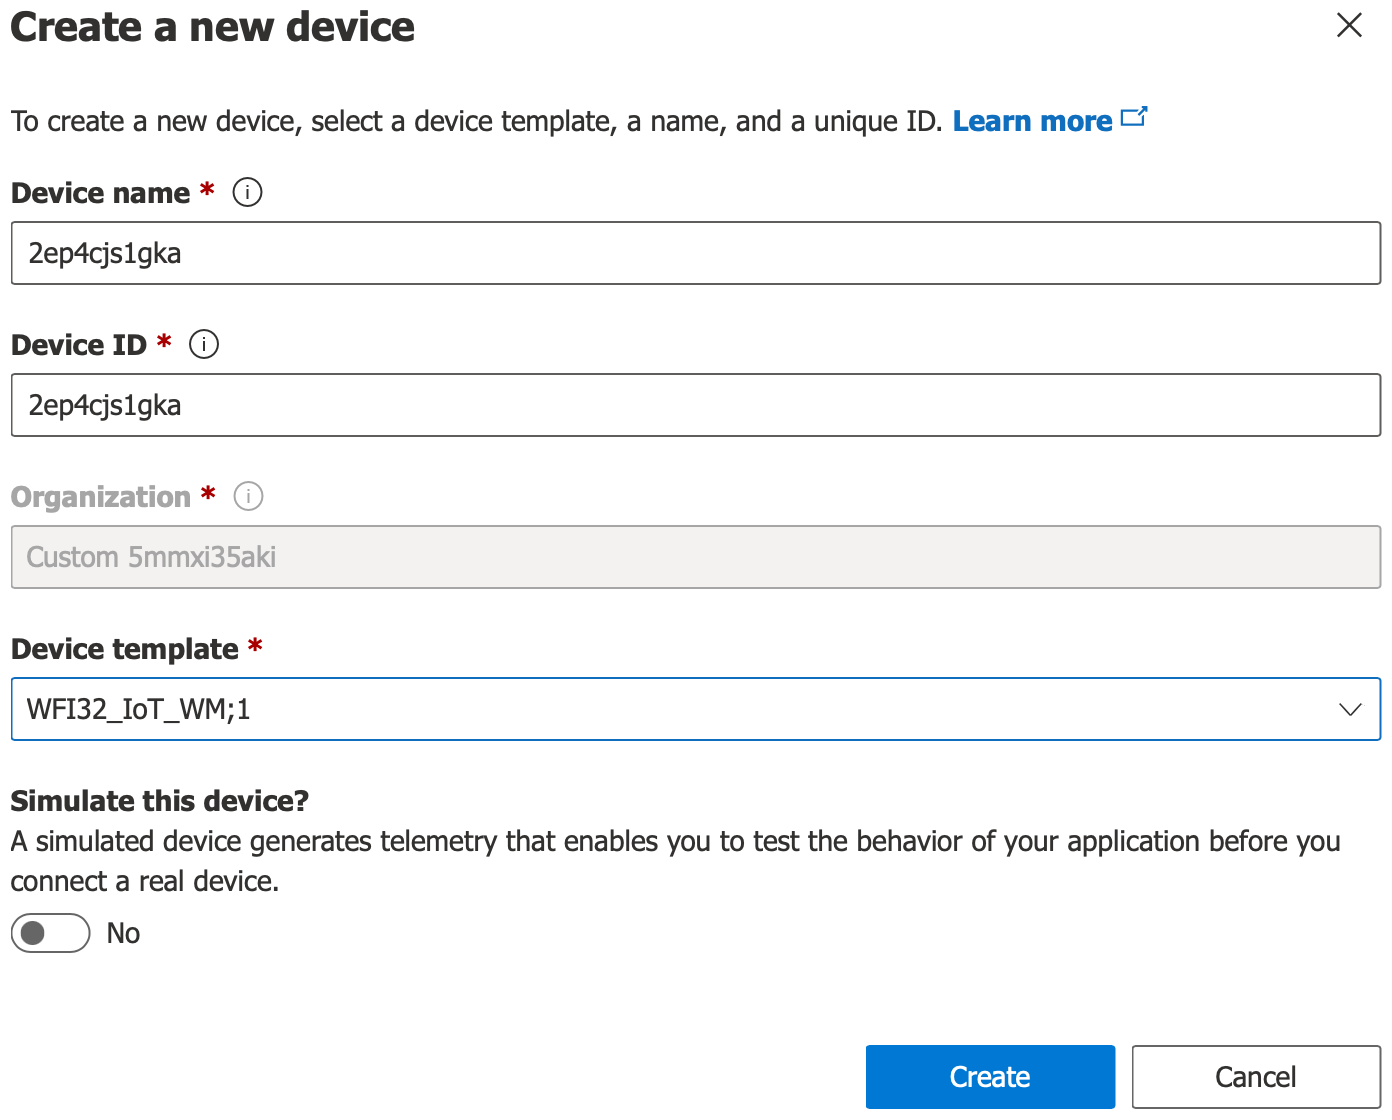 Create a new device
To create a new device, select a device template, a name, and a unique ID. Learn more
Device name *
2ep4cjs1gka
Device ID *
2ep4cjs1gka
Organization *
Custom 5mmxi35aki
Device template *
WFI32_IoT_WM;1
Simulate this device?
A simulated device generates telemetry that enables you to test the behavior of your application before you
connect a real device.
No
Create Cancel